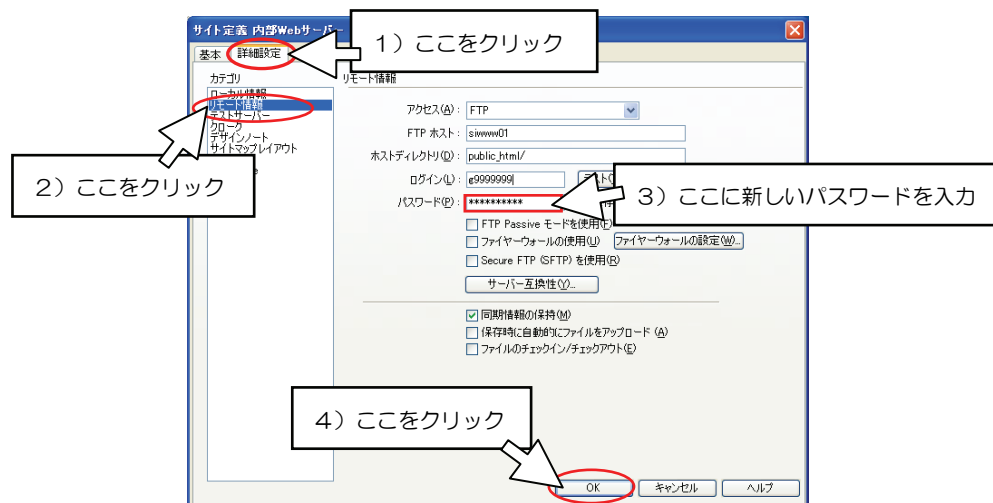 サイト定義 内部Webサーバー
1）ここをクリック
基本 詳細設定
カテゴリ
ローカル情報
リモート情報
テストサーバー
クローク
デザインノート
サイトマップレイアウト
2）ここをクリック
リモート情報
アクセス(A): FTP
FTP ホスト: siwww01
ホストディレクトリ(D): public_html/
ログイン(L): g9999999
パスワード(P): **********
3）ここに新しいパスワードを入力
FTP Passive モードを使用(F)
ファイヤーウォールの使用(U) ファイヤーウォールの設定(W)...
Secure FTP (SFTP) を使用(R)
サーバー互換性(Y)...
同期情報の保持(M)
保存時に自動的にファイルをアップロード (A)
ファイルのチェックイン/チェックアウト(E)
4）ここをクリック
OK キャンセル ヘルプ